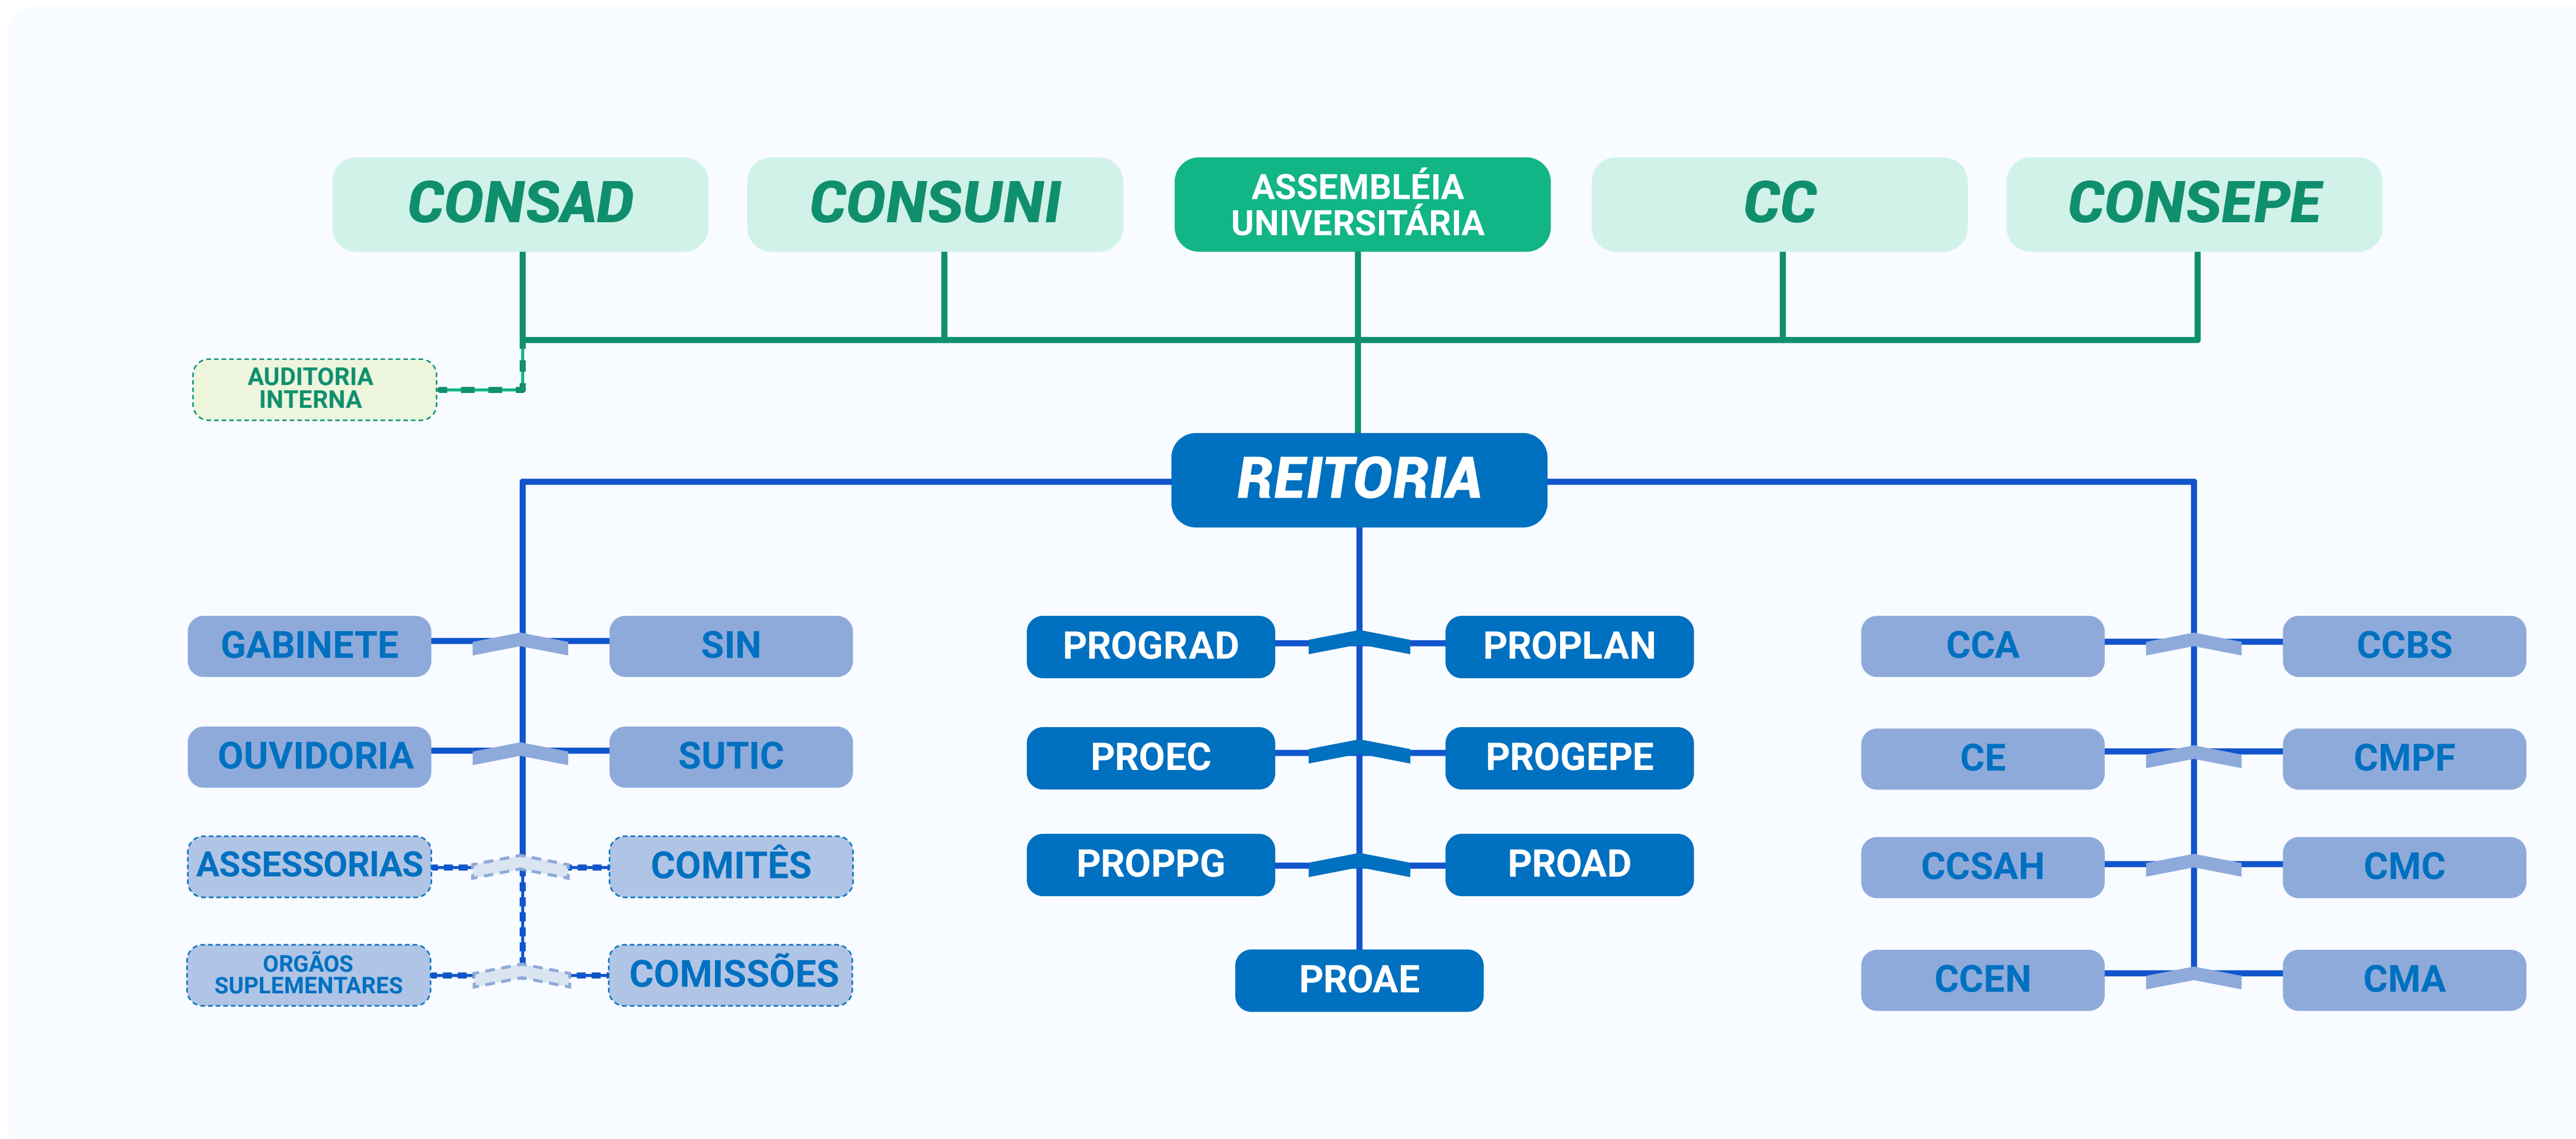 CONSAD
CONSUNI
ASSEMBLÉIA
UNIVERSITÁRIA
CC
CONSEPE
AUDITORIA
INTERNA
REITORIA
GABINETE
SIN
OUVIDORIA
SUTIC
ASSESSORIAS
COMITÊS
ORGÃOS
SUPLEMENTARES
COMISSÕES
PROGRAD
PROPLAN
PROEC
PROGEPE
PROPPG
PROAD
PROAE
CCA
CCBS
CE
CMPF
CCSAH
CMC
CCEN
CMA